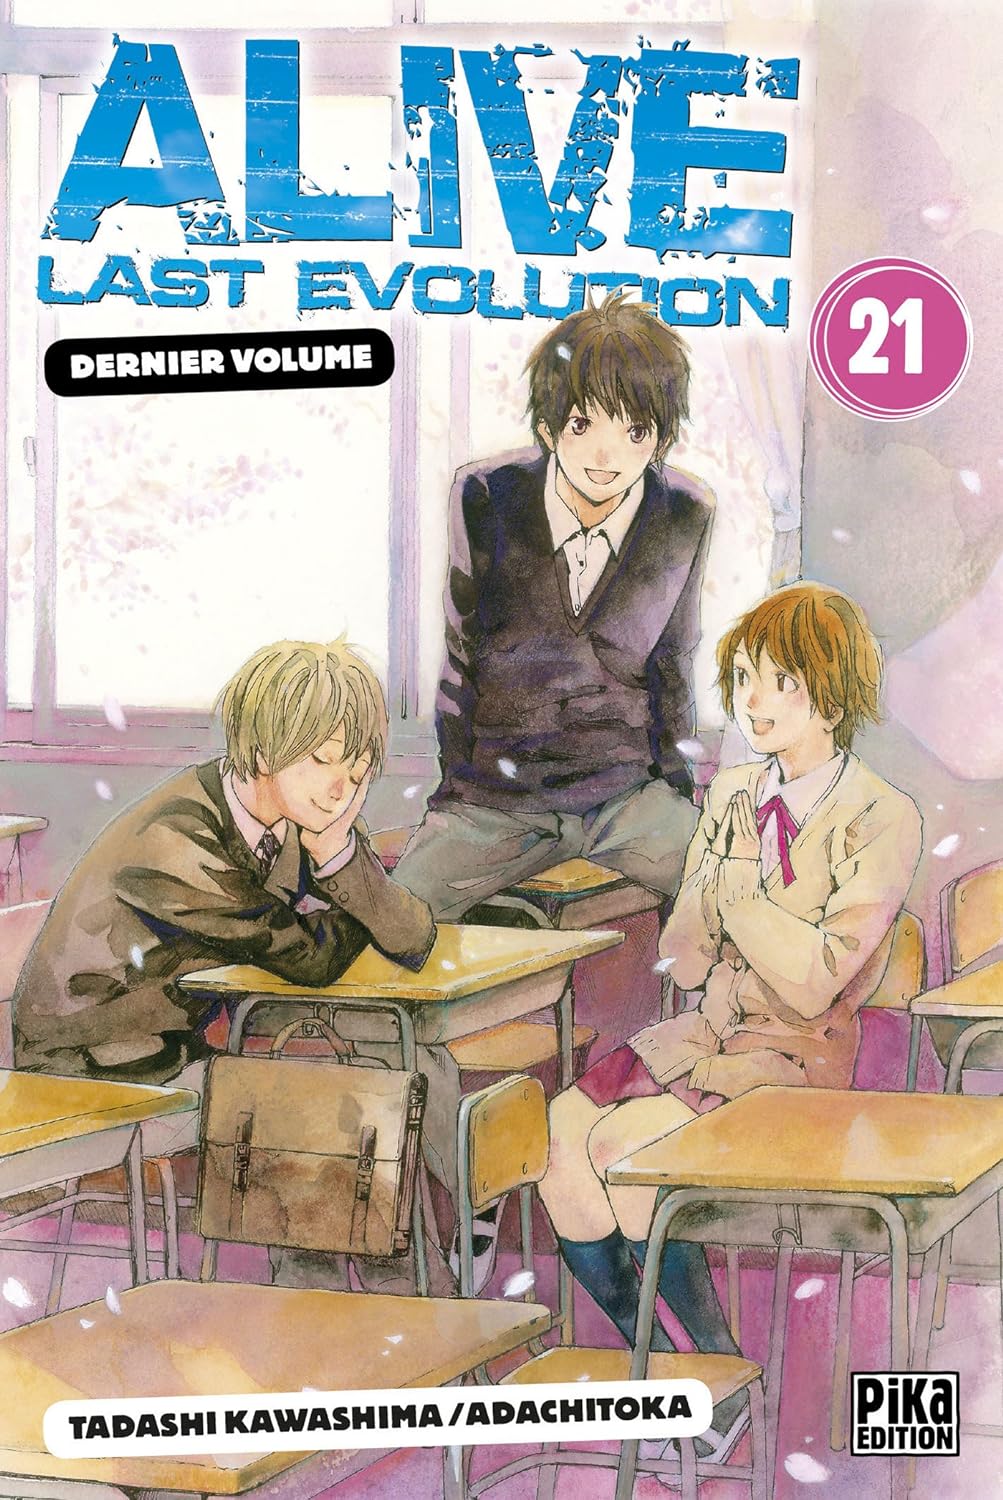 ALIVE
LAST EVOLUTION
DERNIER VOLUME
21
TADASHI KAWASHIMA/ADACHITOKA
PiKa
EDITION